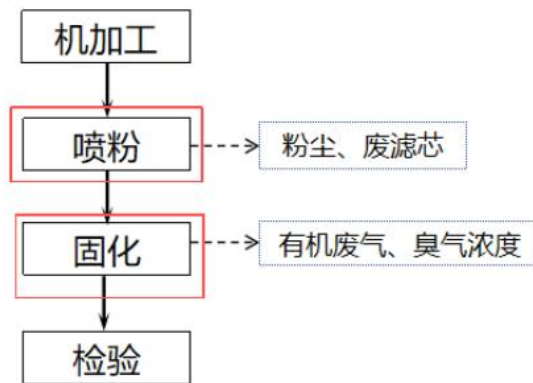 机加工
喷粉
粉尘、废滤芯
固化
有机废气、臭气浓度
检验